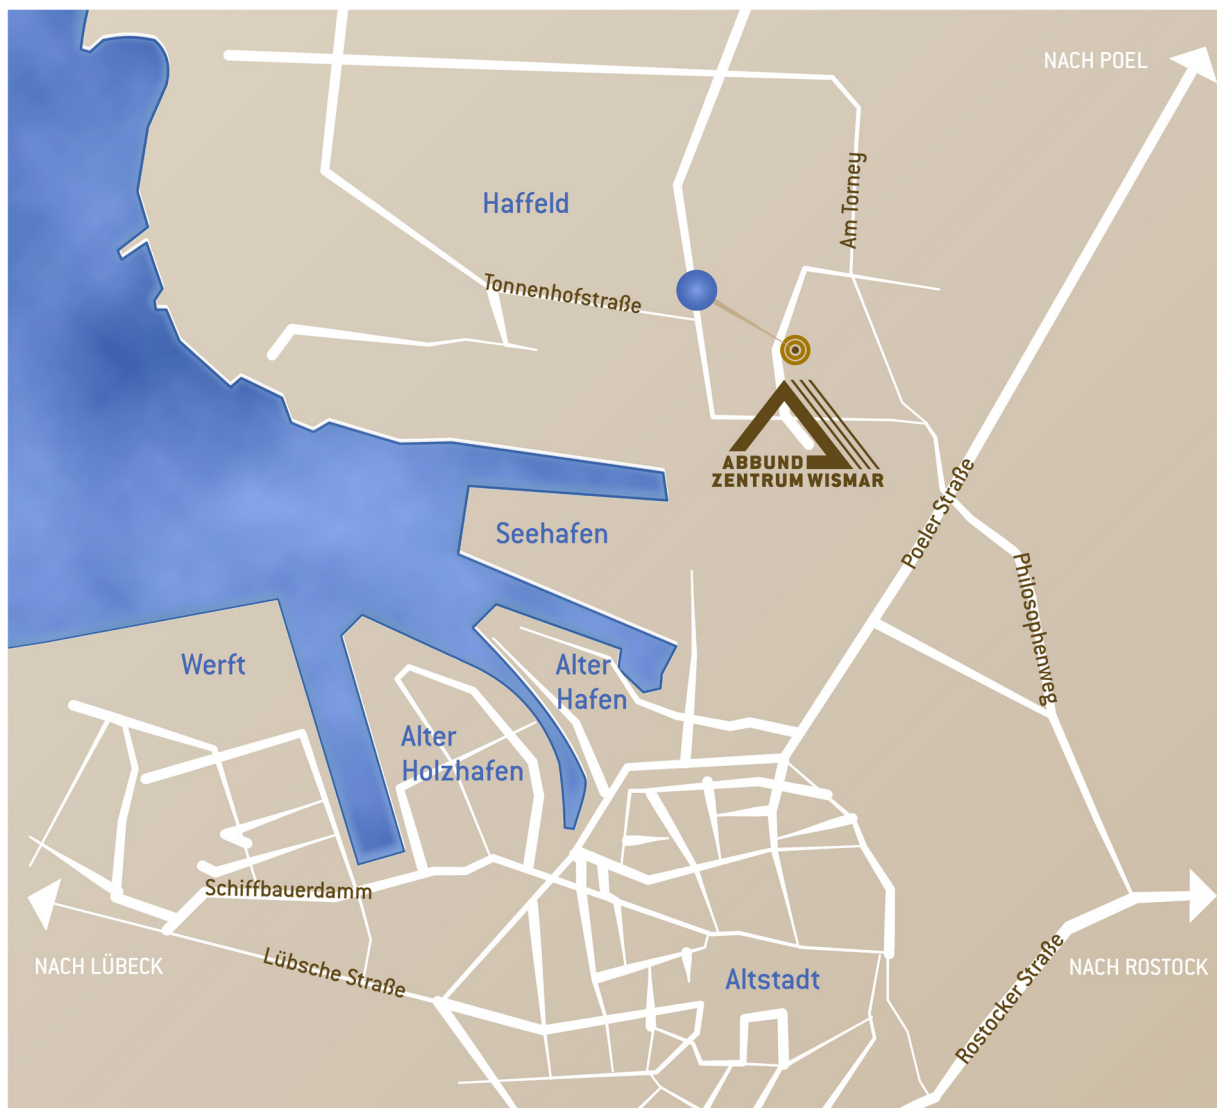 NACH POEL
Haffeld
Am Torney
Tonnenhofstraße
ABBUND
ZENTRUM WISMAR
Poeler Straße
Seehafen
Philosophenweg
Werft
Alter
Hafen
Alter
Holzhafen
Schiffbauerdamm
NACH LÜBECK
Lübsche Straße
Altstadt
Rostocker Straße
NACH ROSTOCK